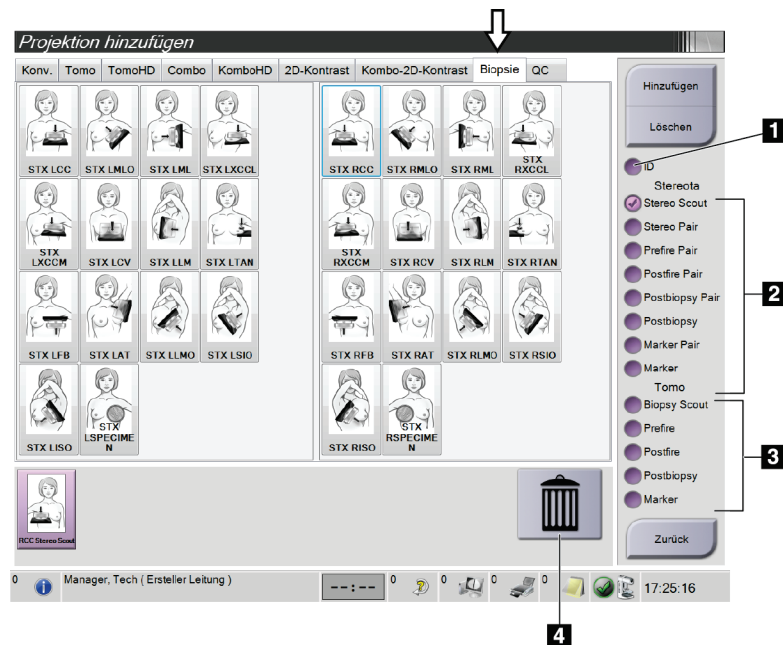 Projektion hinzufügen
Konv. Tomo TomoHD Combo KomboHD 2D-Kontrast Kombo-2D-Kontrast Biopsie QC
STX LCC STX LMLO STX LML STX LXCCL
STX RCC STX RMLO STX RML STX RXCCL
STX LXCCM STX LCV STX LLM STX LTAN
STX RXCCM STX RCV STX RLM STX RTAN
STX LFB STX LAT STX LLMO STX LSIO
STX RFB STX RAT STX RLMO STX RSIO
STX LISO STX LSPECIMEN
STX RISO STX RSPECIMEN
RCC Stereo Scout
Hinzufügen
Löschen
1
ID
Stereota
Stereo Scout
Stereo Pair
Prefire Pair
Postfire Pair
Postbiopsy Pair
2
Postbiopsy
Marker Pair
Marker
Tomo
Biopsy Scout
Prefire
Postfire
3
Postbiopsy
Marker
Zurück
0 Manager, Tech ( Ersteller Leitung ) --:-- 0 0 0 0 17:25:16
4